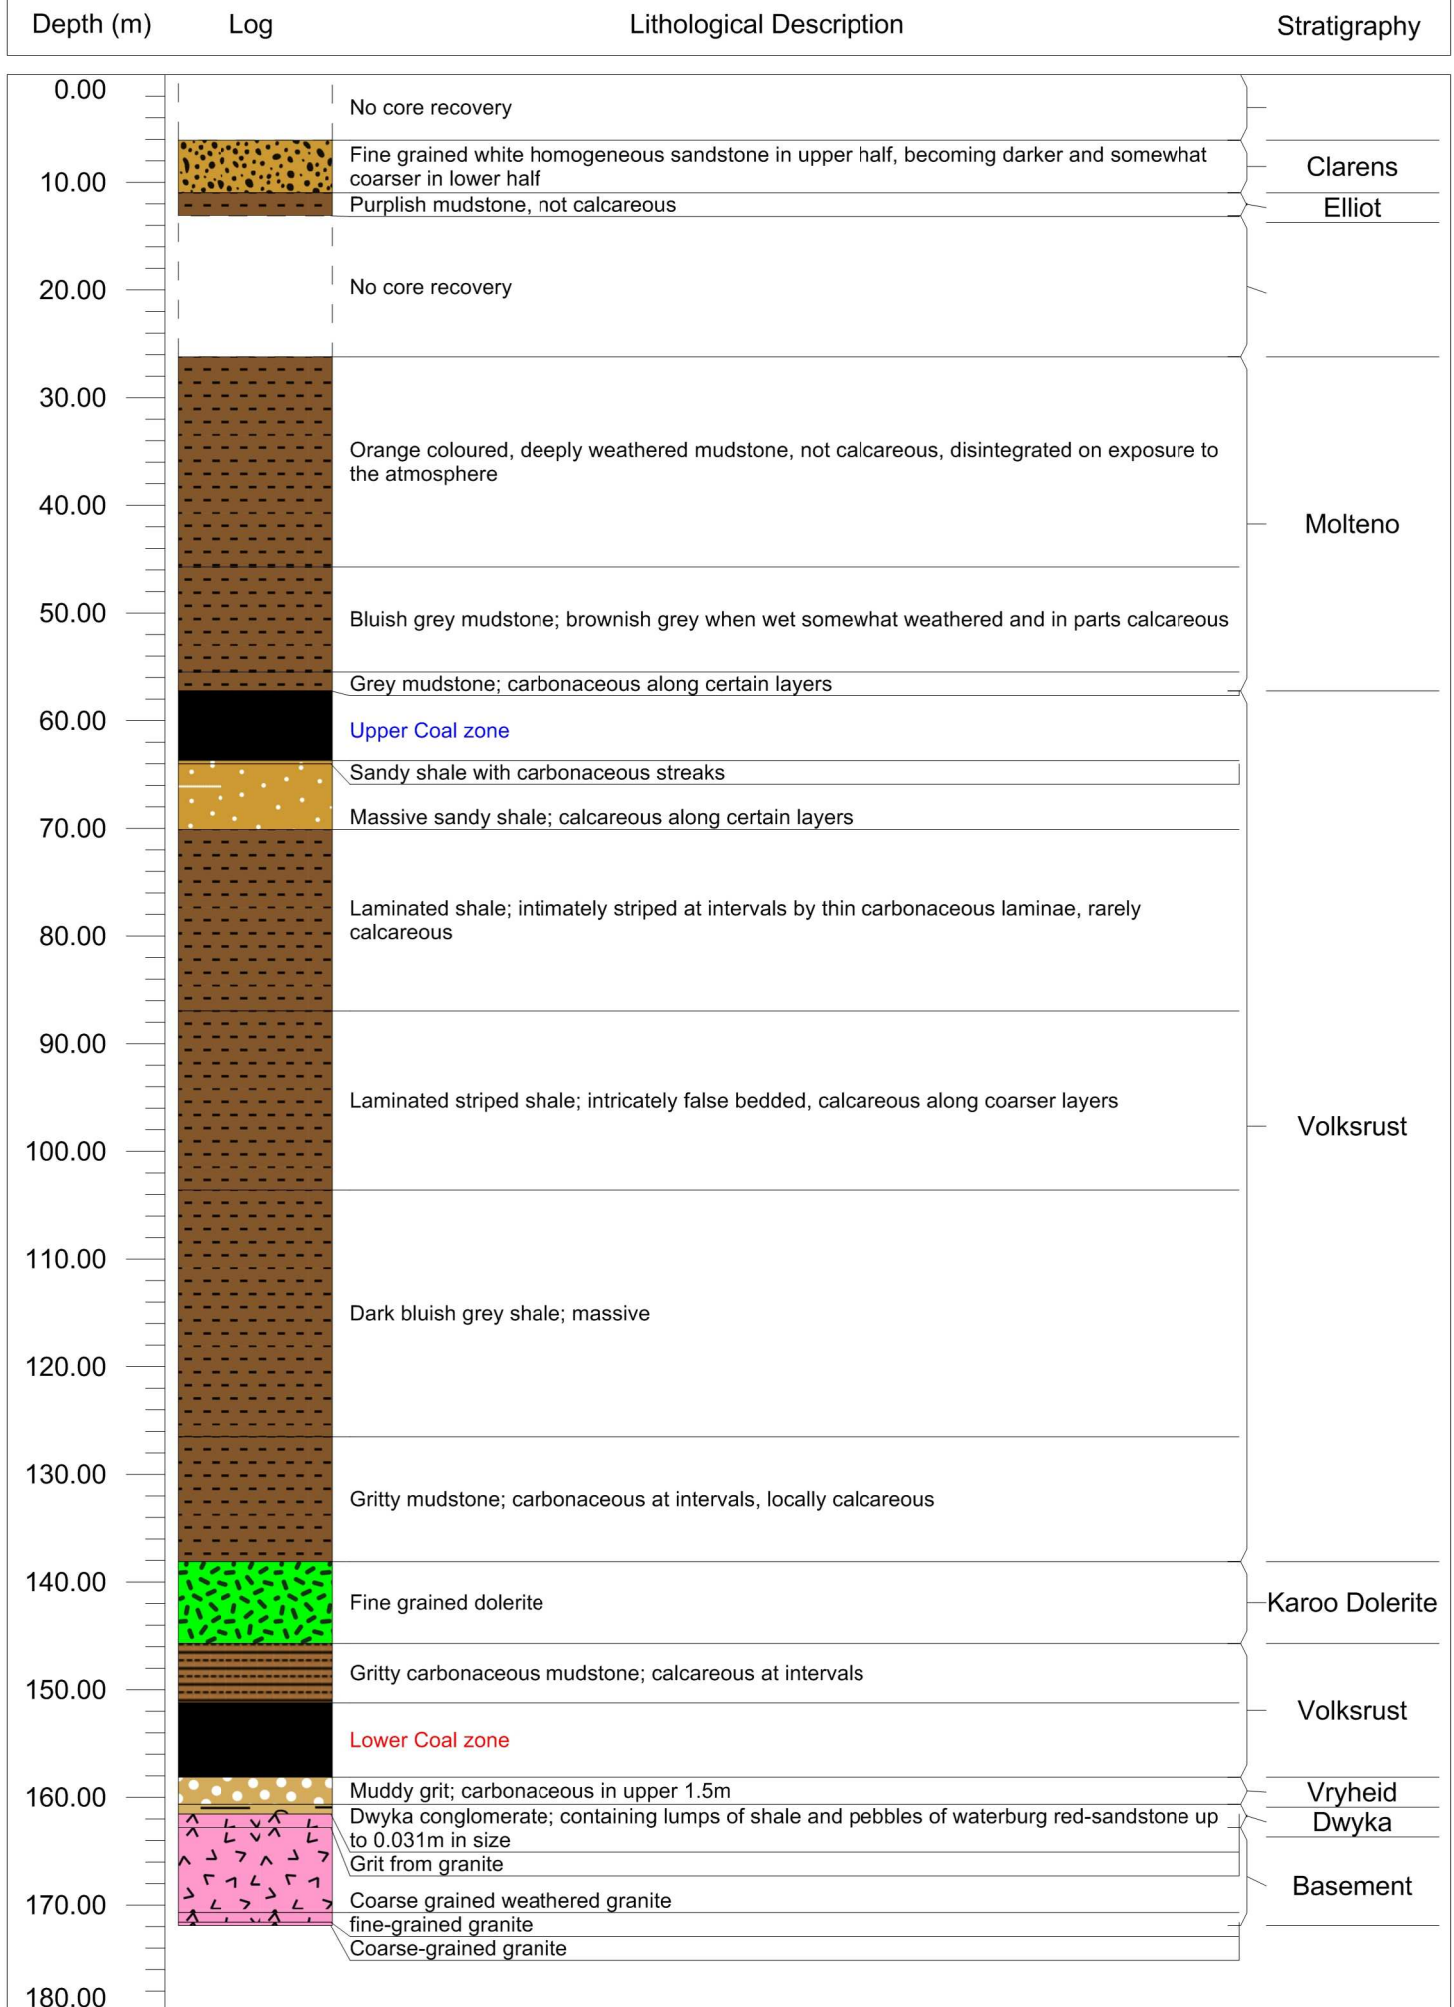 Depth (m) Log Lithological Description Stratigraphy
0.00
No core recovery
Fine grained white homogeneous sandstone in upper half, becoming darker and somewhat
coarser in lower half
Clarens
10.00
Purplish mudstone, not calcareous
Elliot
20.00
No core recovery
30.00
Orange coloured, deeply weathered mudstone, not calcareous, disintegrated on exposure to
the atmosphere
40.00
Molteno
50.00
Bluish grey mudstone; brownish grey when wet somewhat weathered and in parts calcareous
Grey mudstone; carbonaceous along certain layers
60.00
Upper Coal zone
Sandy shale with carbonaceous streaks
Massive sandy shale; calcareous along certain layers
70.00
Laminated shale; intimately striped at intervals by thin carbonaceous laminae, rarely
calcareous
80.00
90.00
Laminated striped shale; intricately false bedded, calcareous along coarser layers
Volksrust
100.00
110.00
Dark bluish grey shale; massive
120.00
130.00
Gritty mudstone; carbonaceous at intervals, locally calcareous
140.00
Fine grained dolerite
Karoo Dolerite
Gritty carbonaceous mudstone; calcareous at intervals
150.00
Volksrust
Lower Coal zone
Muddy grit; carbonaceous in upper 1.5m
Vryheid
160.00
Dwyka conglomerate; containing lumps of shale and pebbles of waterburg red-sandstone up
to 0.031m in size
Dwyka
Grit from granite
Basement
Coarse grained weathered granite
170.00
fine-grained granite
Coarse-grained granite
180.00